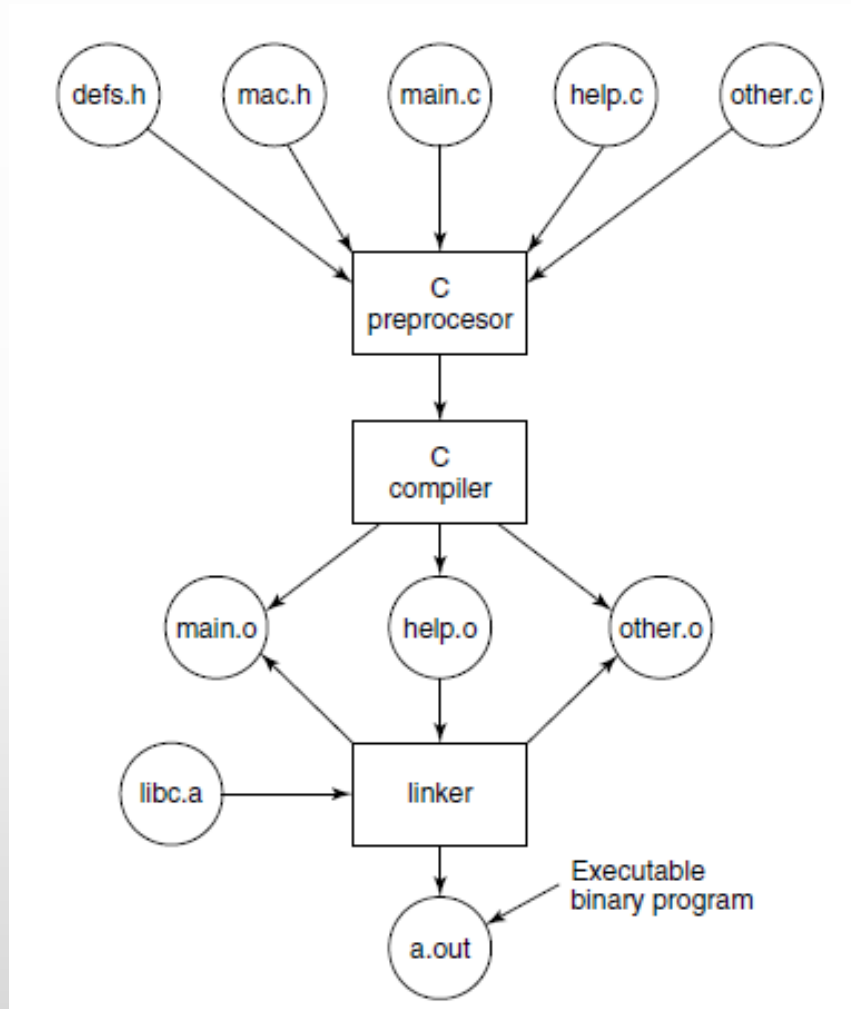 defs.h
mac.h
main.c
help.c
other.c
C
preprocesor
C
compiler
main.o
help.o
other.o
libc.a
linker
Executable
binary program
a.out